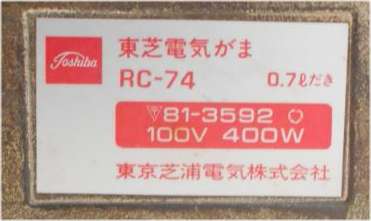 Toshiba
東芝電気がま
RC-74 0.7ℓだき
▽81-3592
100V 400W
東京芝浦電気株式会社